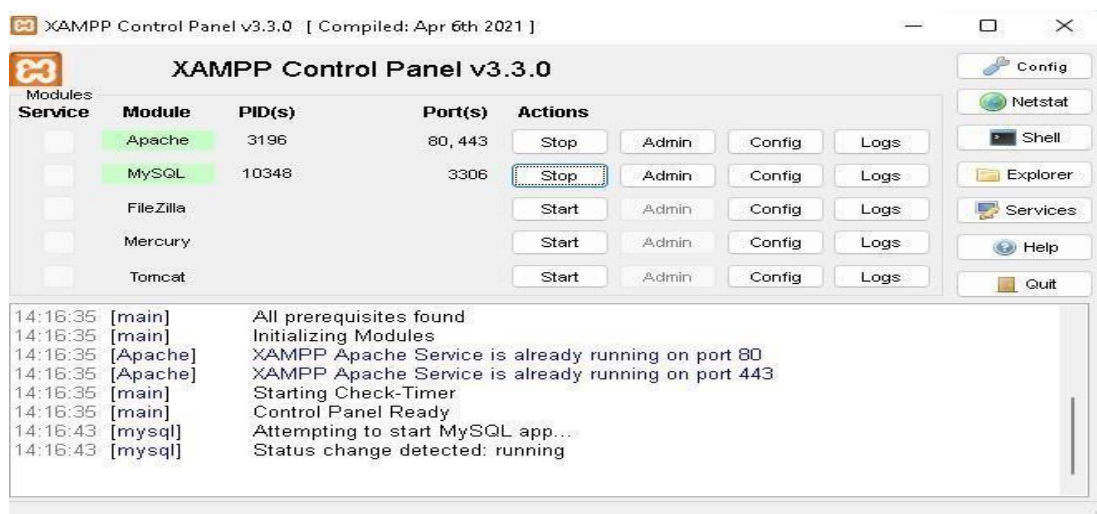 XAMPP Control Panel v3.3.0 [ Compiled: Apr 6th 2021 ]
XAMPP Control Panel v3.3.0
Config
Modules
Service Module PID(s) Port(s) Actions
Netstat
Apache 3196 80, 443 Stop Admin Config Logs
Shell
MySQL 10348 3306 Stop Admin Config Logs
Explorer
FileZilla Start Admin Config Logs
Services
Mercury Start Admin Config Logs
Help
Tomcat Start Admin Config Logs
Quit
14:16:35 [main] All prerequisites found
14:16:35 [main] Initializing Modules
14:16:35 [Apache] XAMPP Apache Service is already running on port 80
14:16:35 [Apache] XAMPP Apache Service is already running on port 443
14:16:35 [main] Starting Check-Timer
14:16:35 [main] Control Panel Ready
14:16:43 [mysql] Attempting to start MySQL app...
14:16:43 [mysql] Status change detected: running